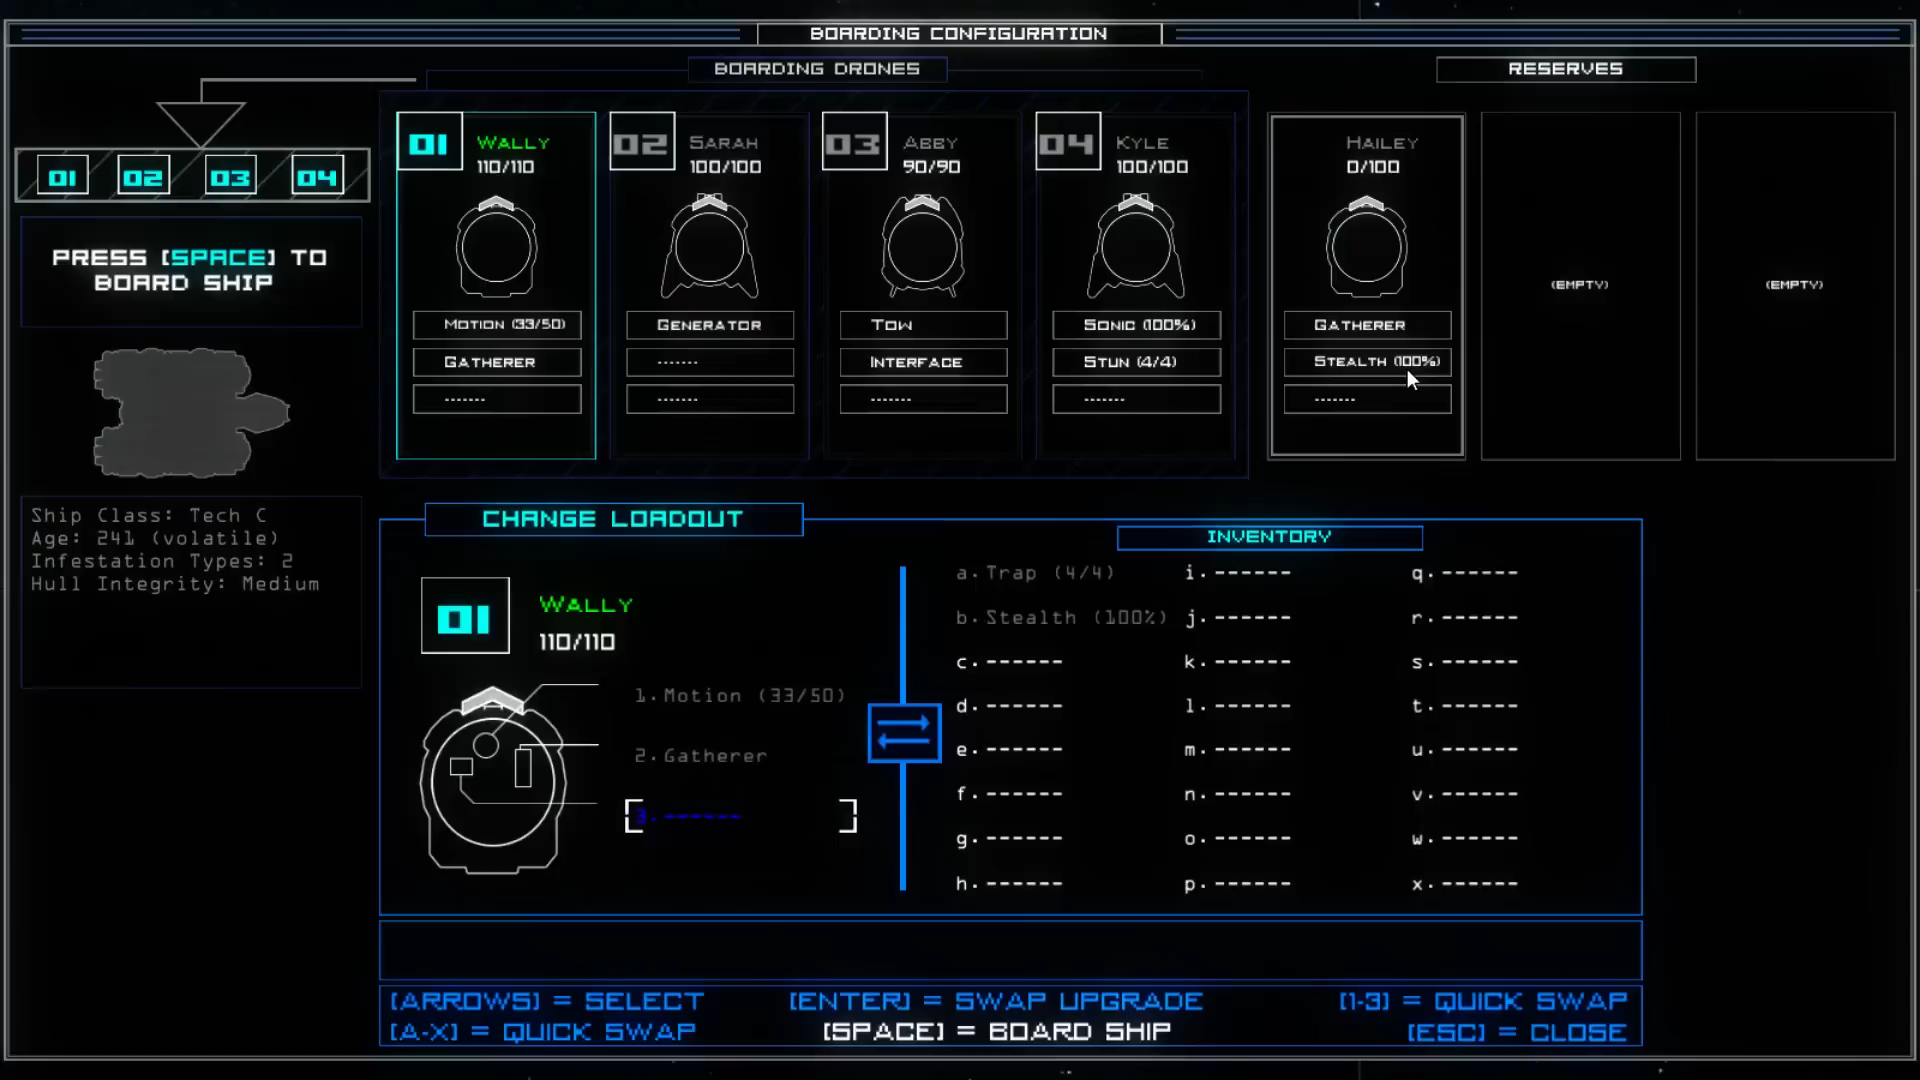 BOARDING CONFIGURATION
BOARDING DRONES
RESERVES
01 02 03 04
PRESS [SPACE] TO
BOARD SHIP
Ship Class: Tech C
Age: 241 (volatile)
Infestation Types: 2
Hull Integrity: Medium
01 WALLY
110/110
MOTION (33/50)
GATHERER
-------
02 SARAH
100/100
GENERATOR
-------
-------
03 ABBY
90/90
TOW
INTERFACE
-------
04 KYLE
100/100
SONIC (100%)
STUN (4/4)
-------
HAILEY
0/100
GATHERER
STEALTH (100%)
-------
(EMPTY)
(EMPTY)
CHANGE LOADOUT
01 WALLY
110/110
1.Motion (33/50)
2.Gatherer
3.------
INVENTORY
a.Trap (4/4) i.------ q.------
b.Stealth (100%) j.------ r.------
c.------ k.------ s.------
d.------ l.------ t.------
e.------ m.------ u.------
f.------ n.------ v.------
g.------ o.------ w.------
h.------ p.------ x.------
[ARROWS] = SELECT [ENTER] = SWAP UPGRADE [1-3] = QUICK SWAP
[A-X] = QUICK SWAP [SPACE] = BOARD SHIP [ESC] = CLOSE